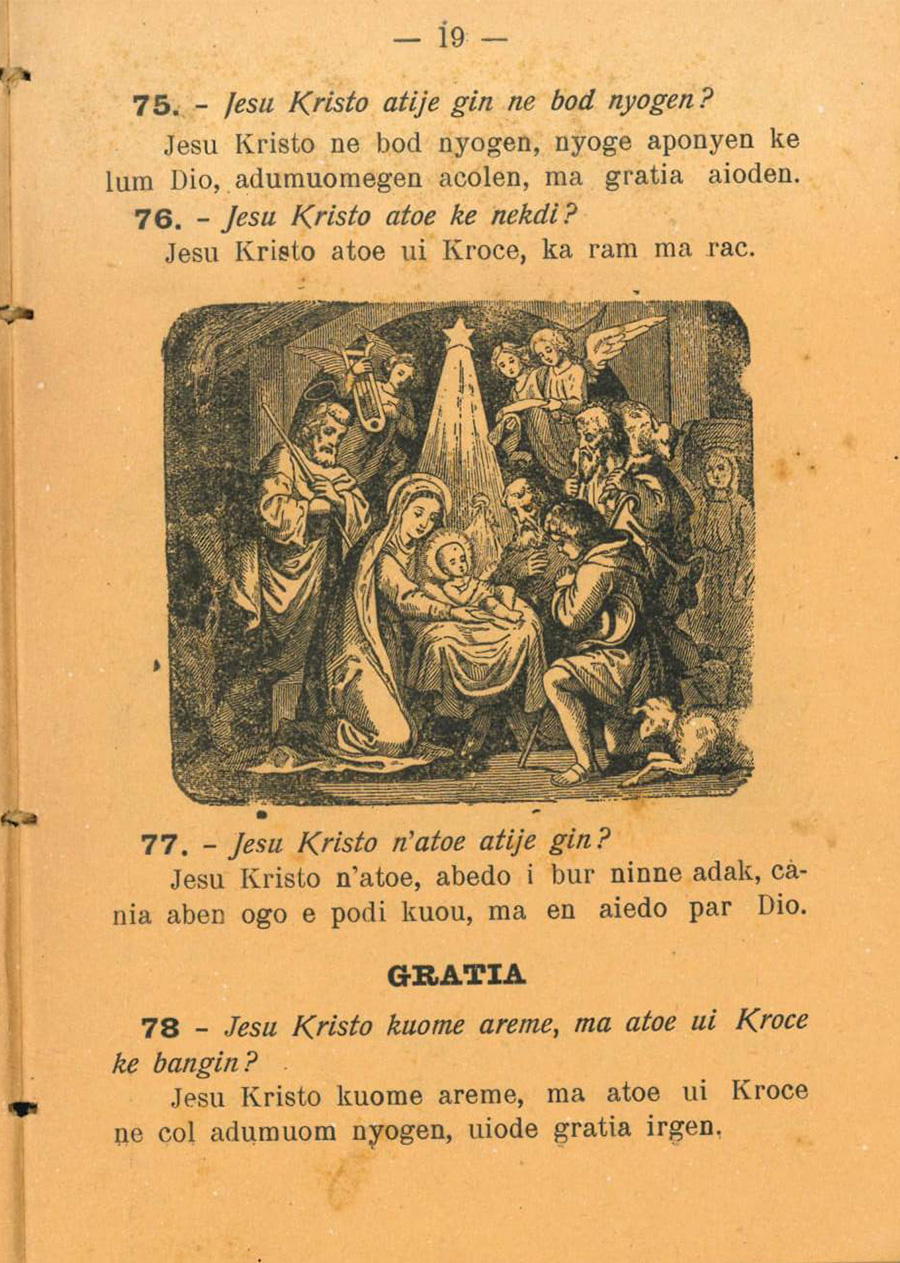 — 19 —
75. - Jesu Kristo atije gin ne bod nyogen?
Jesu Kristo ne bod nyogen, nyoge aponyen ke
lum Dio, adumuomegen acolen, ma gratia aioden.
76. - Jesu Kristo atoe ke nekdi?
Jesu Kristo atoe ui Kroce, ka ram ma rac.
77. - Jesu Kristo n'atoe atije gin?
Jesu Kristo n'atoe, abedo i bur ninne adak, cà-
nia aben ogo e podi kuou, ma en aiedo par Dio.
GRATIA
78 - Jesu Kristo kuome areme, ma atoe ui Kroce
ke bangin?
Jesu Kristo kuome areme, ma atoe ui Kroce
ne col adumuom nyogen, uiode gratia irgen.